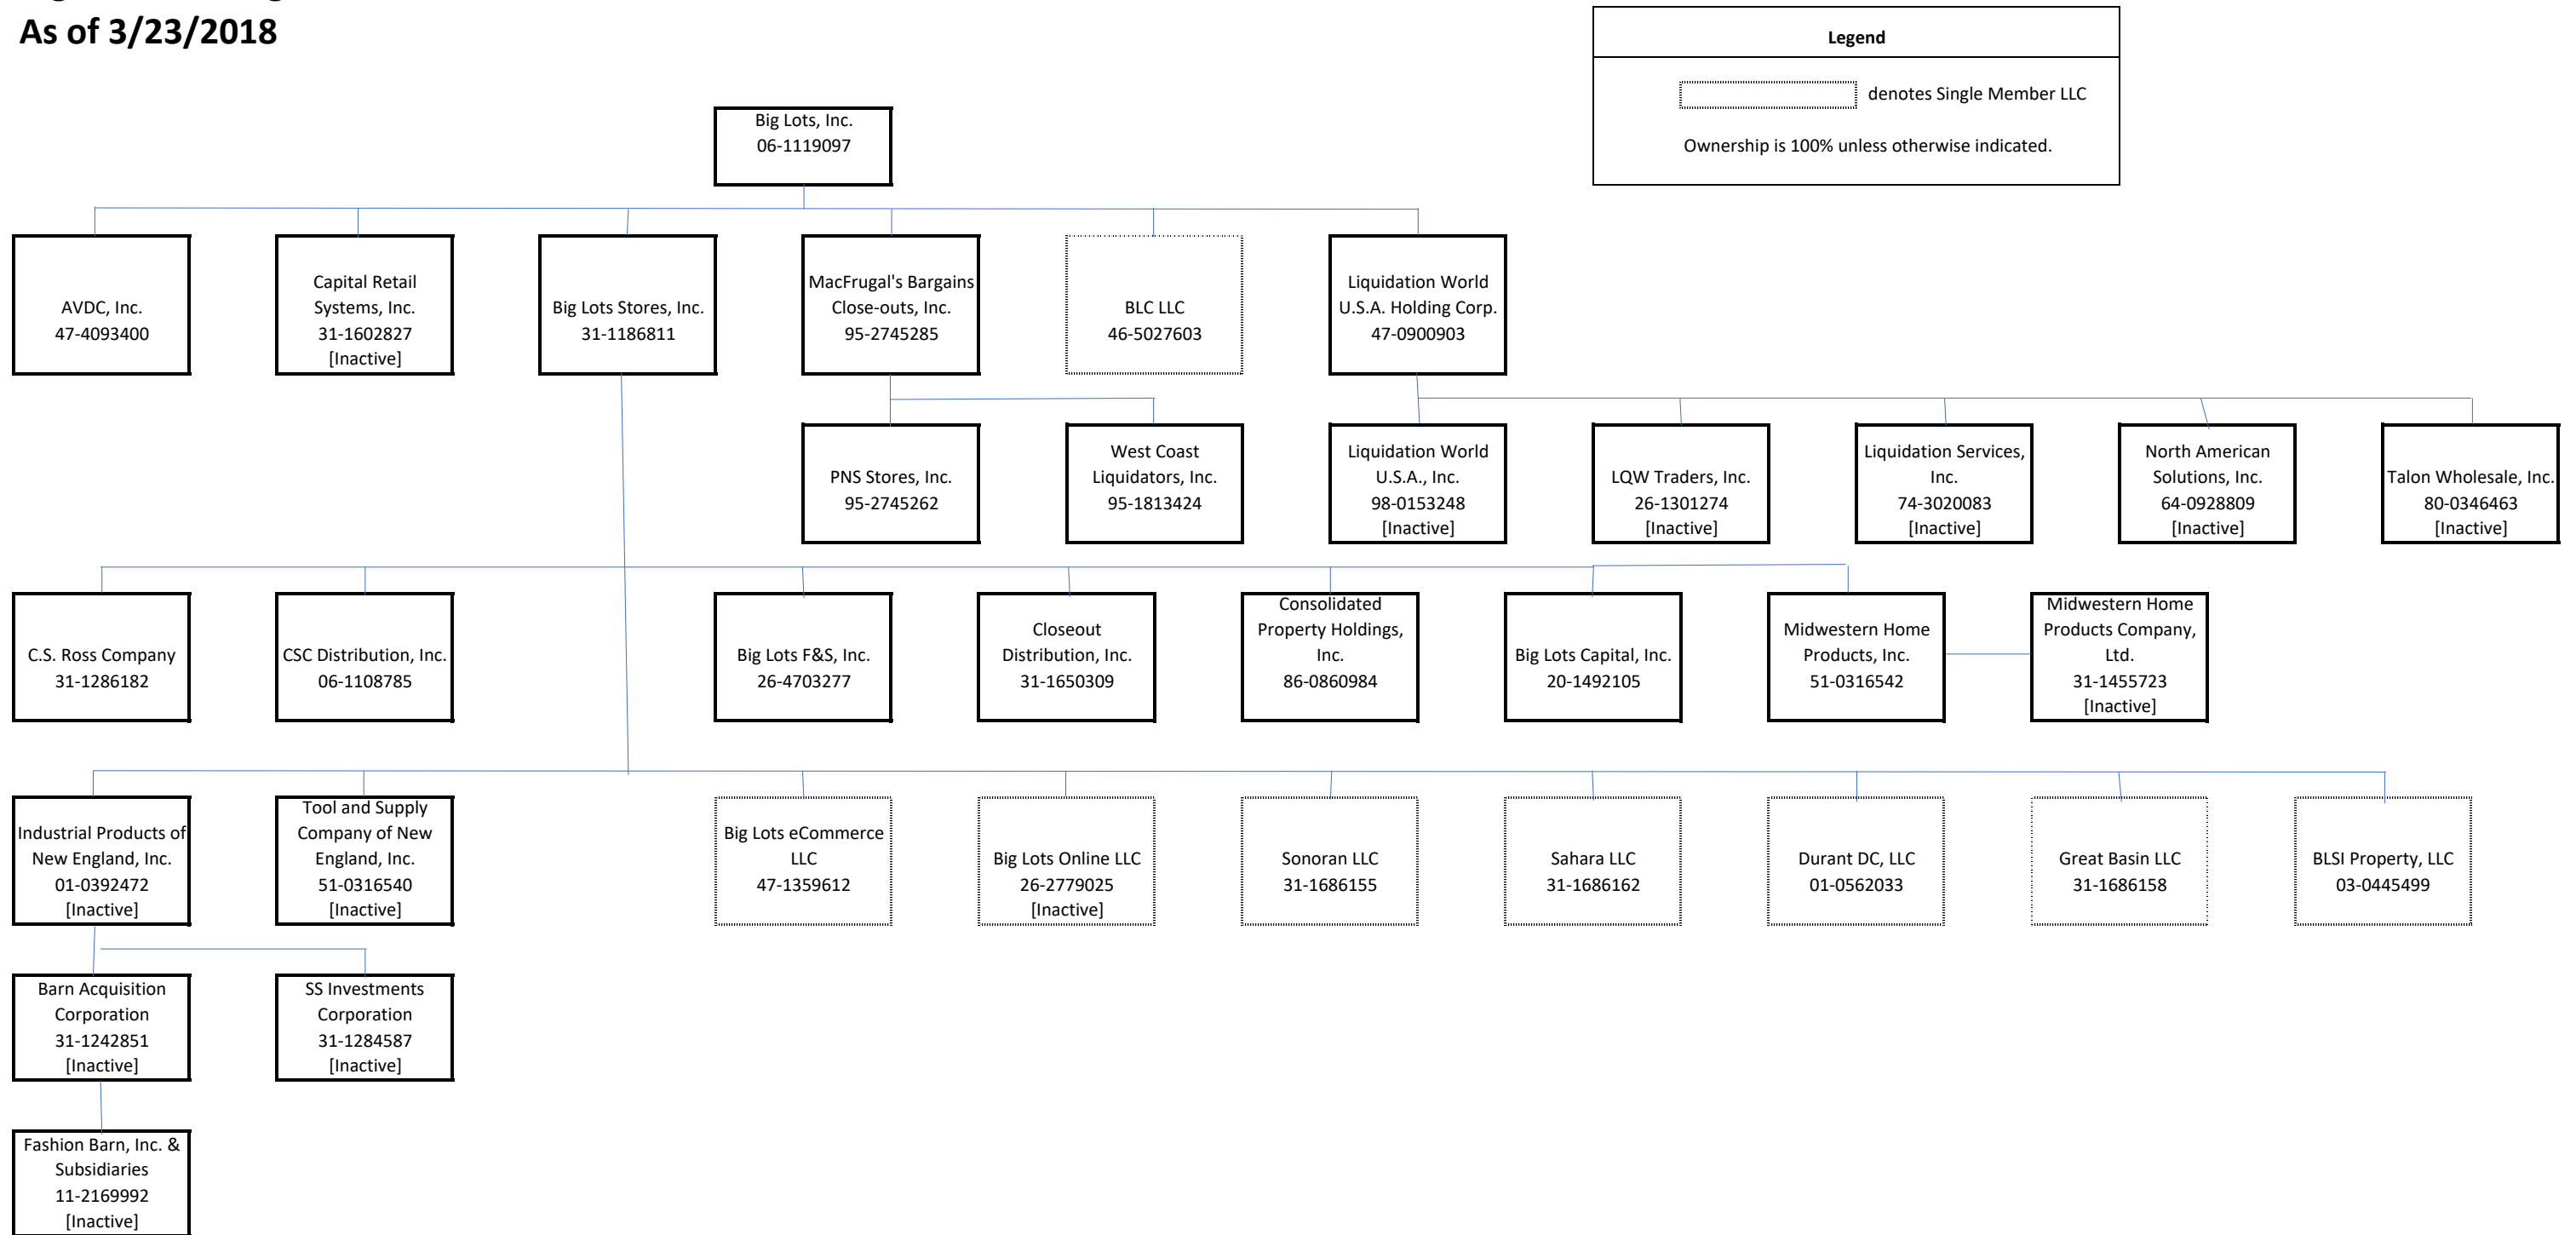 As of 3/23/2018
Legend
denotes Single Member LLC
Ownership is 100% unless otherwise indicated.
Big Lots, Inc.
06-1119097
AVDC, Inc.
47-4093400
Capital Retail
Systems, Inc.
31-1602827
[Inactive]
Big Lots Stores, Inc.
31-1186811
MacFrugal's Bargains
Close-outs, Inc.
95-2745285
BLC LLC
46-5027603
Liquidation World
U.S.A. Holding Corp.
47-0900903
PNS Stores, Inc.
95-2745262
West Coast
Liquidators, Inc.
95-1813424
Liquidation World
U.S.A., Inc.
98-0153248
[Inactive]
LQW Traders, Inc.
26-1301274
[Inactive]
Liquidation Services,
Inc.
74-3020083
[Inactive]
North American
Solutions, Inc.
64-0928809
[Inactive]
Talon Wholesale, Inc.
80-0346463
[Inactive]
C.S. Ross Company
31-1286182
CSC Distribution, Inc.
06-1108785
Big Lots F&S, Inc.
26-4703277
Closeout
Distribution, Inc.
31-1650309
Consolidated
Property Holdings,
Inc.
86-0860984
Big Lots Capital, Inc.
20-1492105
Midwestern Home
Products, Inc.
51-0316542
Midwestern Home
Products Company,
Ltd.
31-1455723
[Inactive]
Industrial Products of
New England, Inc.
01-0392472
[Inactive]
Tool and Supply
Company of New
England, Inc.
51-0316540
[Inactive]
Big Lots eCommerce
LLC
47-1359612
Big Lots Online LLC
26-2779025
[Inactive]
Sonoran LLC
31-1686155
Sahara LLC
31-1686162
Durant DC, LLC
01-0562033
Great Basin LLC
31-1686158
BLSI Property, LLC
03-0445499
Barn Acquisition
Corporation
31-1242851
[Inactive]
SS Investments
Corporation
31-1284587
[Inactive]
Fashion Barn, Inc. &
Subsidiaries
11-2169992
[Inactive]